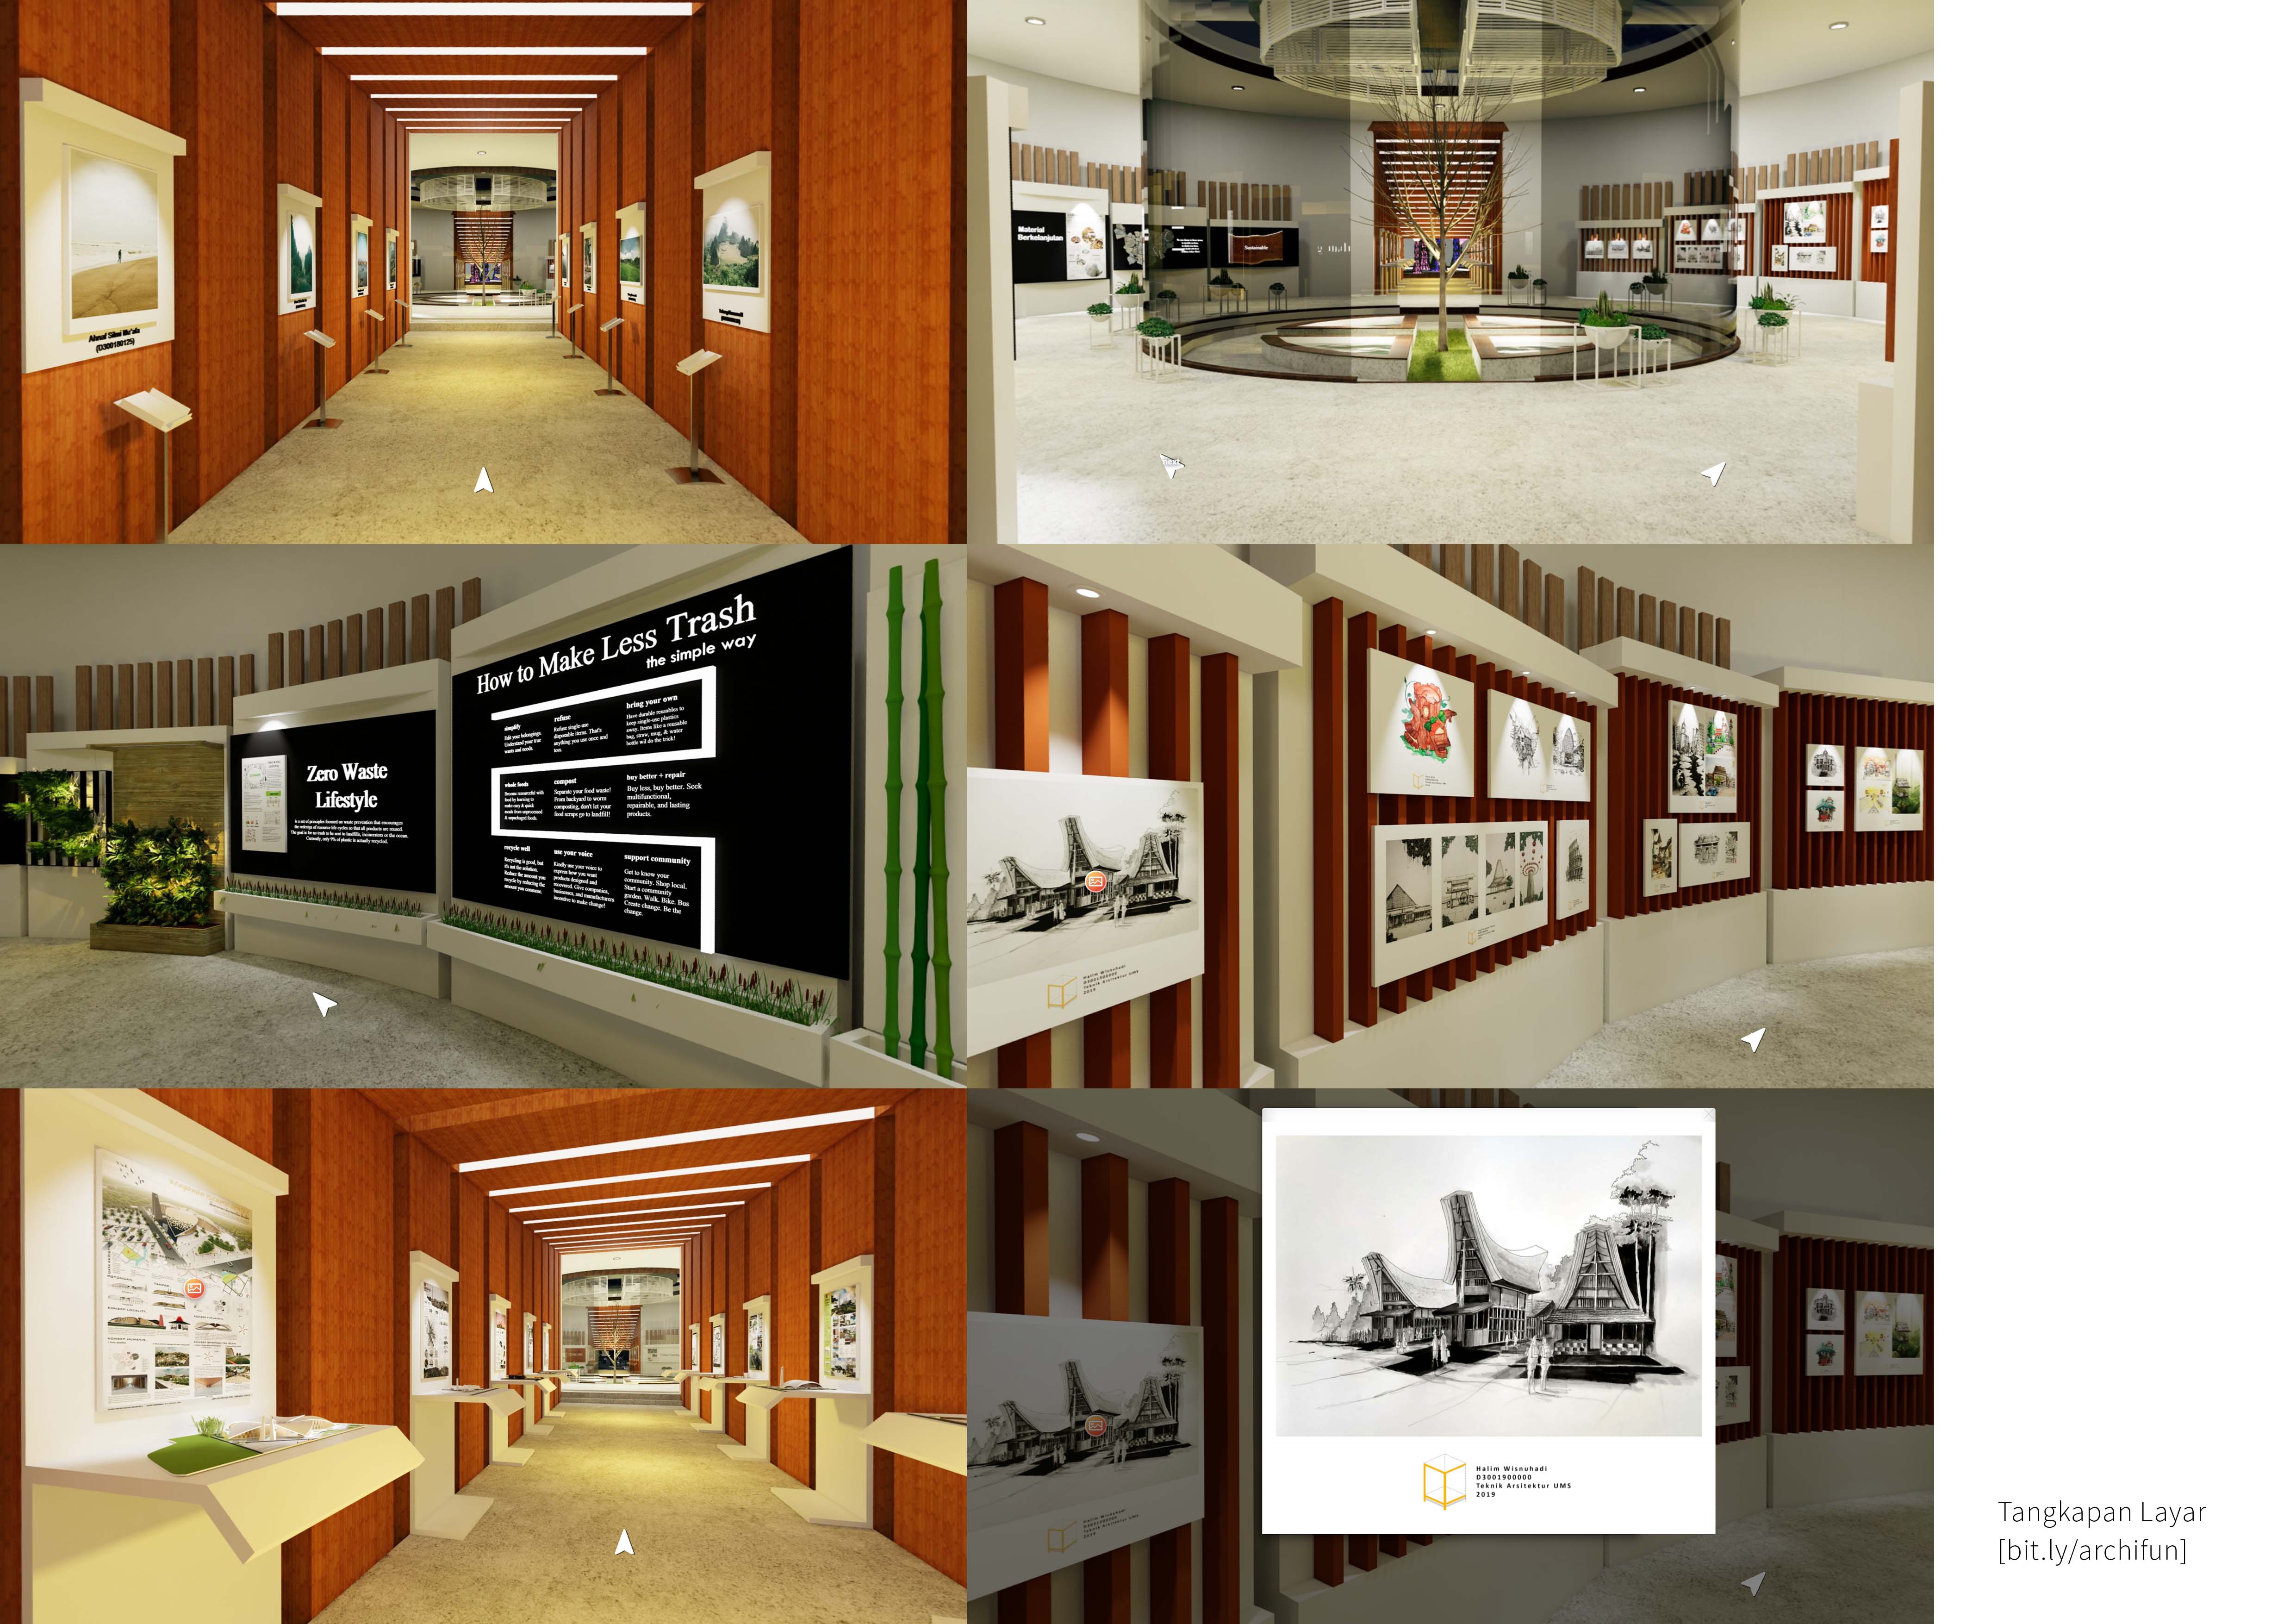 Ahnaf Silmi Mu'afa
(D300180125)
Material
Berkelanjutan
Sustainable
How to Make Less Trash
the simple way
simplify
Edit your belongings.
Understand your true
wants and needs.
refuse
Refuse single-use
disposable items. That's
anything you use once and
toss.
bring your own
Have durable reusables to
keep single-use plastics
away. Items like a reusable
bag, straw, mug, & water
bottle wil do the trick!
whole foods
Become resourceful with
food by learning to
make easy & quick
meals from unprocessed
& unpackaged foods.
compost
Separate your food waste!
From backyard to worm
composting, don't let your
food scraps go to landfill!
buy better + repair
Buy less, buy better. Seek
multifunctional,
repairable, and lasting
products.
recycle well
Recycling is good, but
it's not the solution.
Reduce the amount you
recycle by reducing the
amount you consume.
use your voice
Kindly use your voice to
express how you want
products designed and
recovered. Give companies,
businesses, and manufacturers
incentive to make change!
support community
Get to know your
community. Shop local.
Start a community
garden. Walk. Bike. Bus
Create change. Be the
change.
Zero Waste
Lifestyle
is a set of principles focused on waste prevention that encourages
the redesign of resource life cycles so that all products are reused.
The goal is for no trash to be sent to landfills, incinerators or the ocean.
Currently, only 9% of plastic is actually recycled.
Halim Wisnuhadi
D3001900000
Teknik Arsitektur UMS
2019
Halim Wisnuhadi
D3001900000
Teknik Arsitektur UMS
2019
Tangkapan Layar
[bit.ly/archifun]